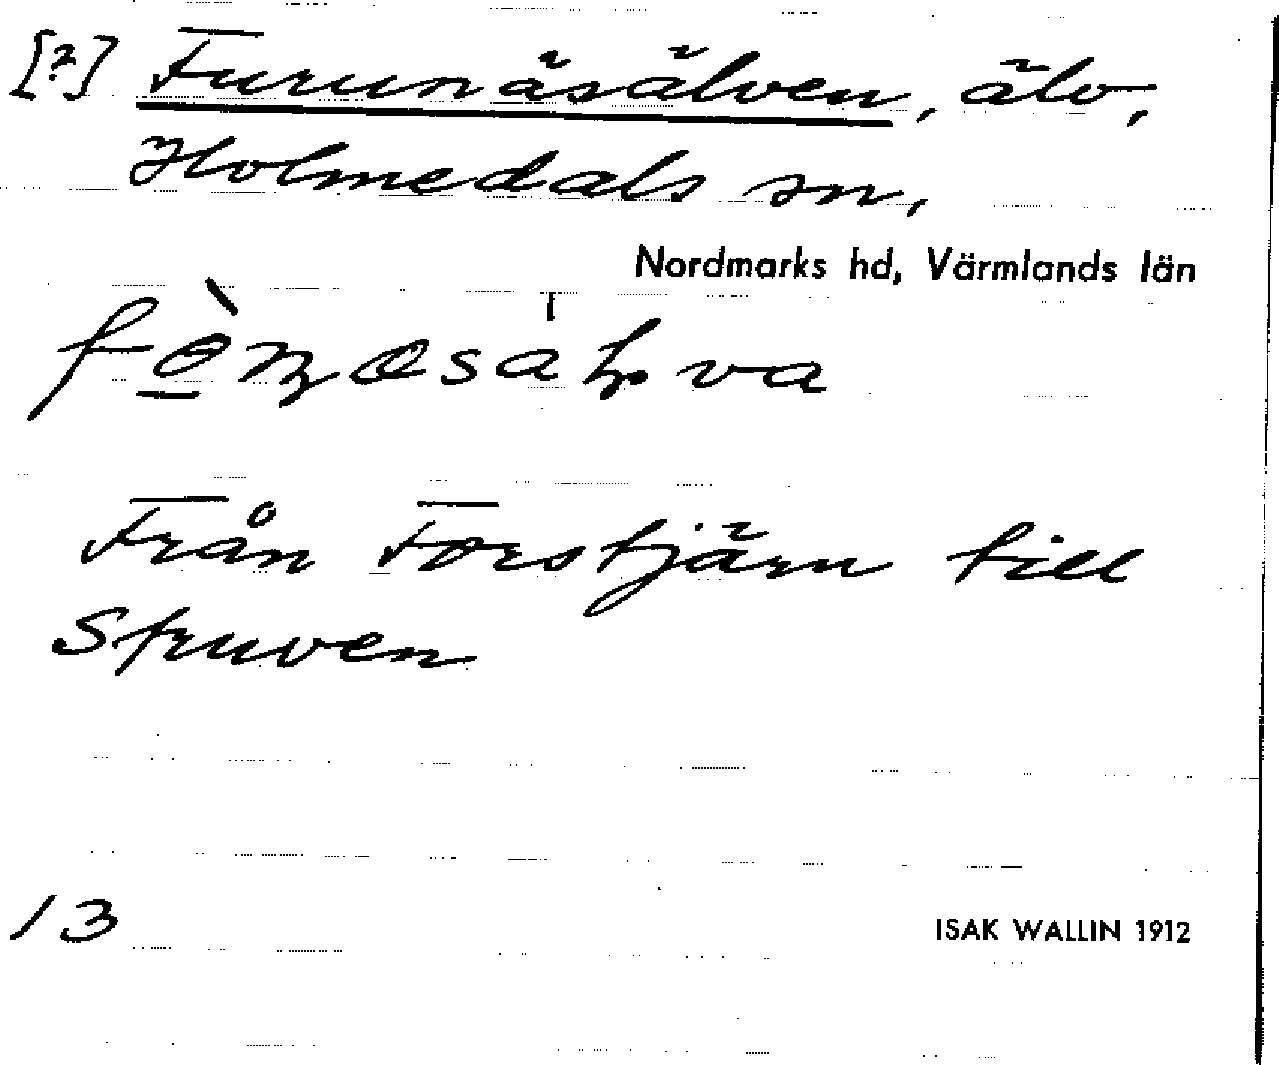 [?] Furunäsälven, älv,
Holmedals sn,
Nordmarks hd, Värmlands län
Från Forstjärn till
Struven
13
ISAK WALLIN 1912